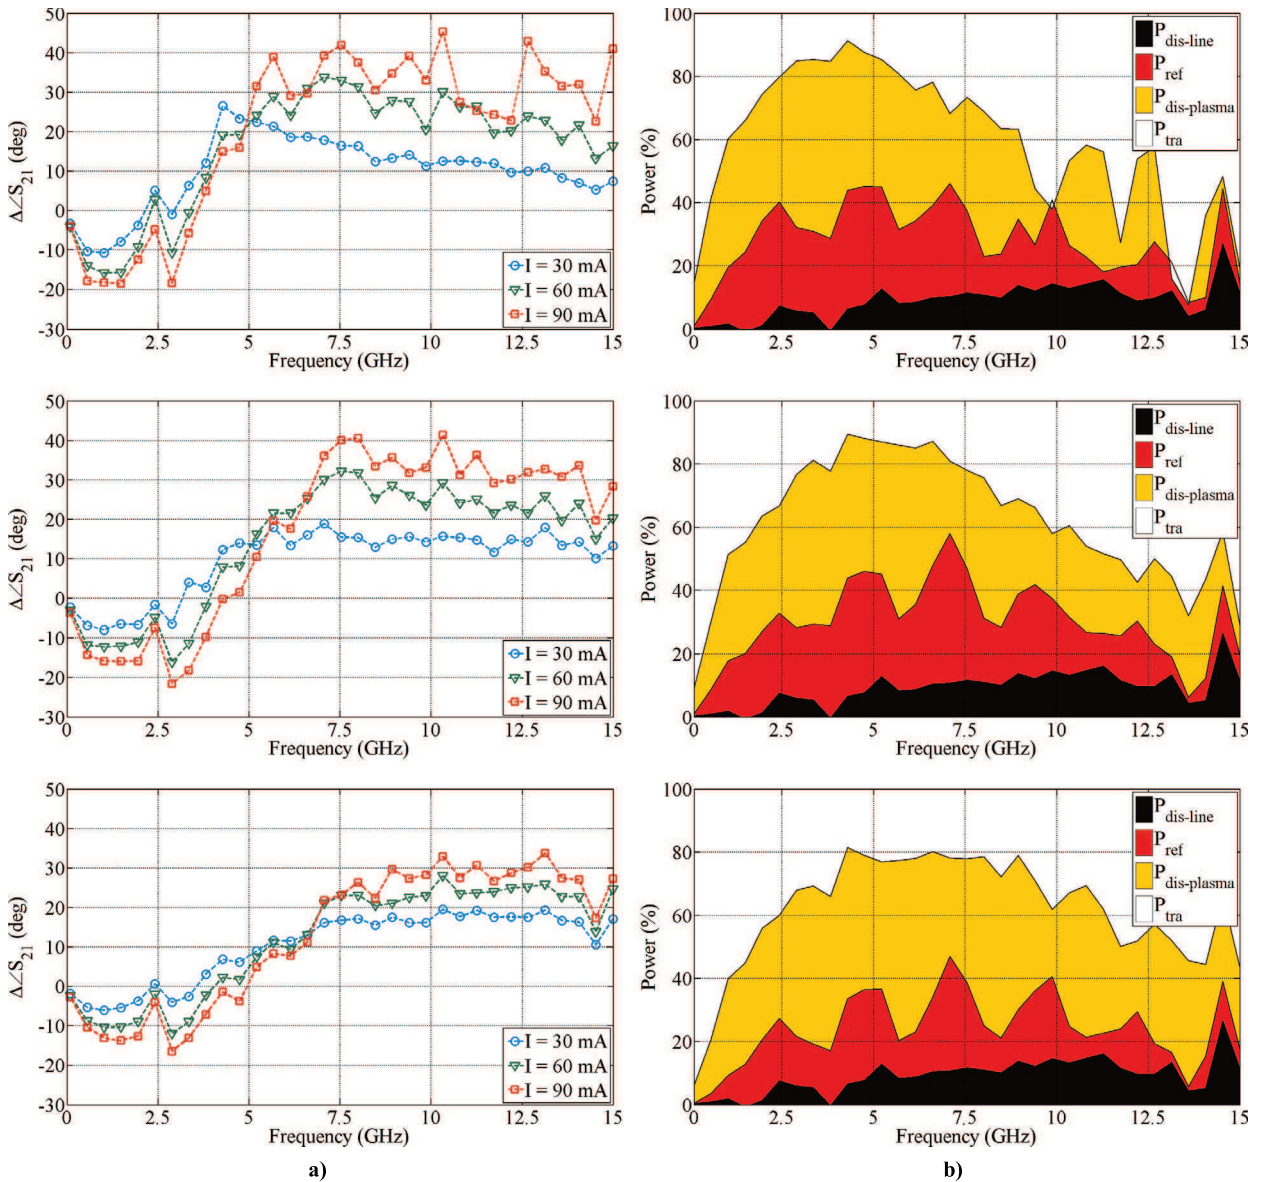 50
40
30
20
10
0
-10
-20
-30
Δ∠S21 (deg)
I = 30 mA
I = 60 mA
I = 90 mA
0 2.5 5 7.5 10 12.5 15
Frequency (GHz)
100
80
60
40
20
0
Power (%)
Pdis-line
Pref
Pdis-plasma
Ptra
0 2.5 5 7.5 10 12.5 15
Frequency (GHz)
50
40
30
20
10
0
-10
-20
-30
Δ∠S21 (deg)
I = 30 mA
I = 60 mA
I = 90 mA
0 2.5 5 7.5 10 12.5 15
Frequency (GHz)
100
80
60
40
20
0
Power (%)
Pdis-line
Pref
Pdis-plasma
Ptra
0 2.5 5 7.5 10 12.5 15
Frequency (GHz)
50
40
30
20
10
0
-10
-20
-30
Δ∠S21 (deg)
I = 30 mA
I = 60 mA
I = 90 mA
0 2.5 5 7.5 10 12.5 15
Frequency (GHz)
100
80
60
40
20
0
Power (%)
Pdis-line
Pref
Pdis-plasma
Ptra
0 2.5 5 7.5 10 12.5 15
Frequency (GHz)
a)
b)